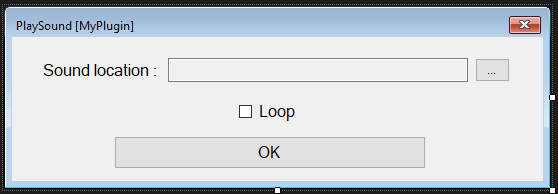 PlaySound [MyPlugin]
Sound location : ...
Loop
OK